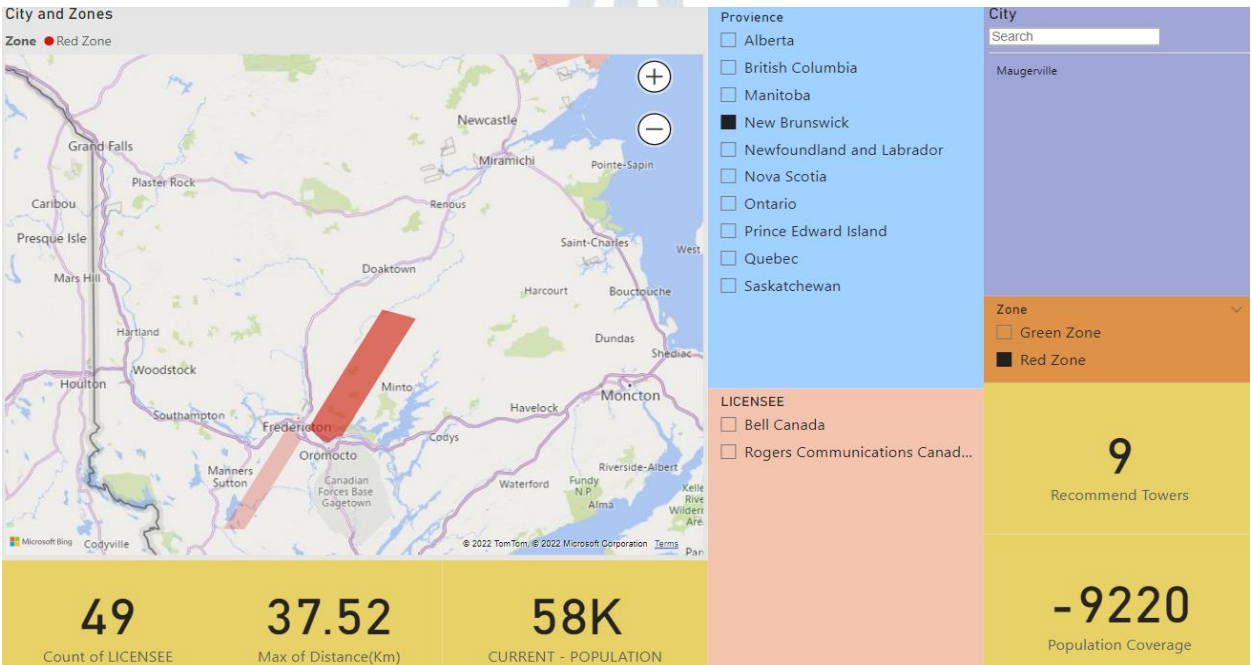 City and Zones
Zone Red Zone
Newcastle
Grand Falls
Miramichi
Pointe-Sapin
Plaster Rock
Caribou
Renous
Presque Isle
Saint-Charles
West
Doaktown
Mars Hill
Harcourt
Bouctouche
Hartland
Dundas
Shediac
Woodstock
Houlton
Minto
Moncton
Havelock
Southampton
Fredericton
Codys
Oromocto
Riverside-Albert
Manners
Sutton
Canadian
Forces Base
Gagetown
Waterford
Fundy
N.P.
Alma
Kelle
Rive
Wildern
Are
Microsoft Bing
Codyville
© 2022 TomTom, © 2022 Microsoft Corporation Terms
Par
49
Count of LICENSEE
37.52
Max of Distance(Km)
58K
CURRENT - POPULATION
Provience
Alberta
British Columbia
Manitoba
New Brunswick
Newfoundland and Labrador
Nova Scotia
Ontario
Prince Edward Island
Quebec
Saskatchewan
LICENSEE
Bell Canada
Rogers Communications Canad...
City
Search
Maugerville
Zone
Green Zone
Red Zone
9
Recommend Towers
-9220
Population Coverage